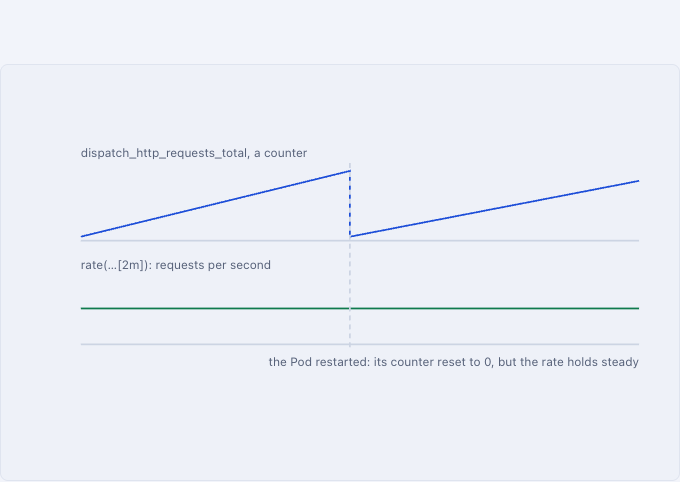 dispatch_http_requests_total, a counter
rate(...[2m]): requests per second
the Pod restarted: its counter reset to 0, but the rate holds steady